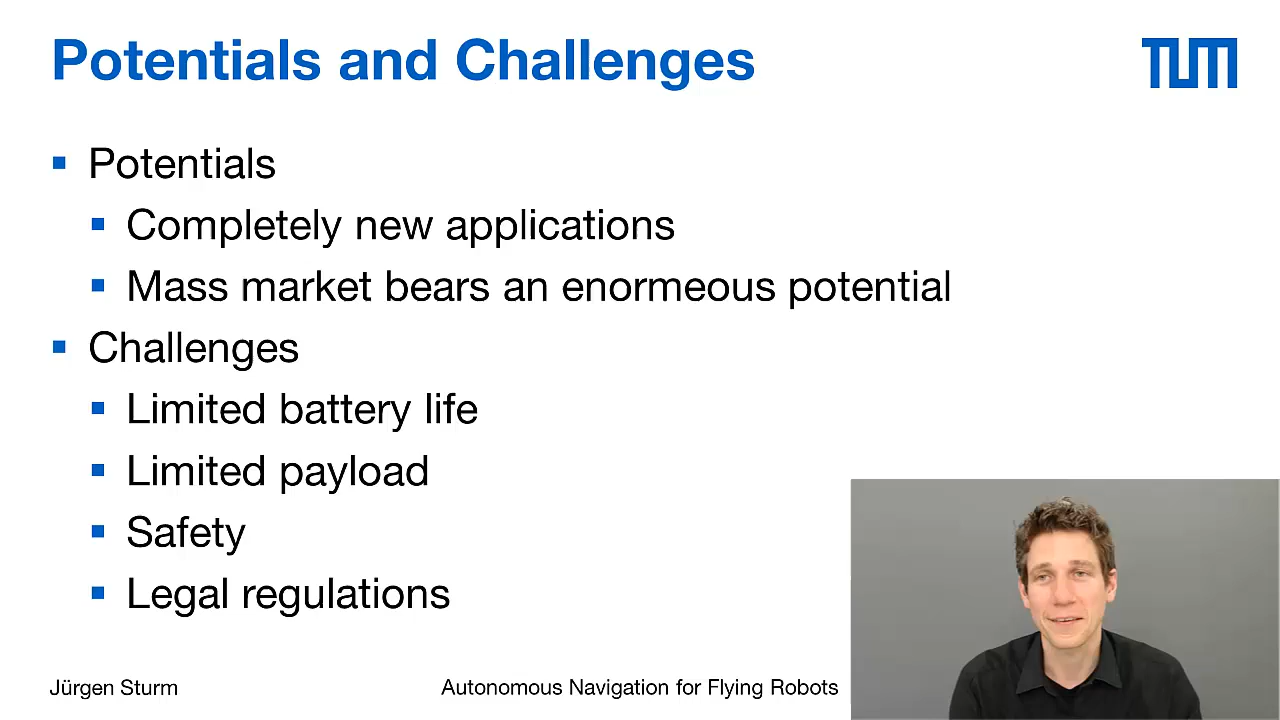 Potentials and Challenges
TUM
Potentials
Completely new applications
Mass market bears an enormeous potential
Challenges
Limited battery life
Limited payload
Safety
Legal regulations
Jürgen Sturm
Autonomous Navigation for Flying Robots